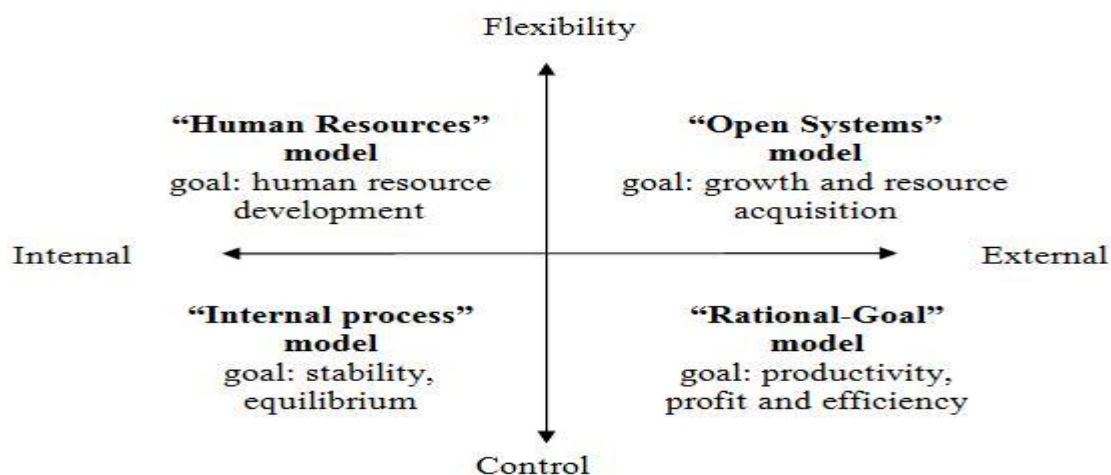 Flexibility
“Human Resources”
model
goal: human resource
development
“Open Systems”
model
goal: growth and resource
acquisition
Internal
External
“Internal process”
model
goal: stability,
equilibrium
“Rational-Goal”
model
goal: productivity,
profit and efficiency
Control